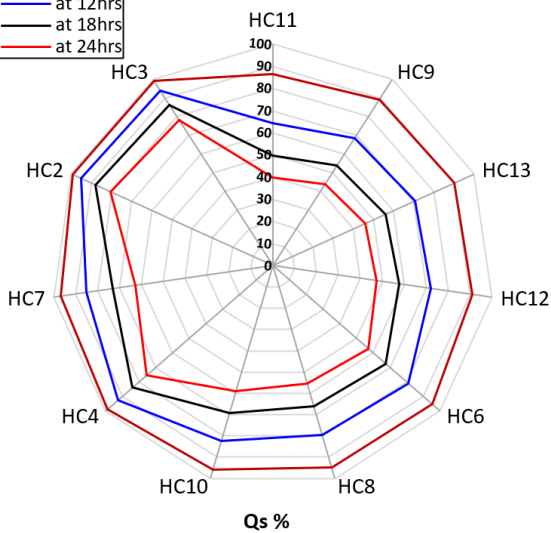 at 12hrs
at 18hrs
at 24hrs
HC11
HC9
HC13
HC12
HC6
HC8
HC10
HC4
HC7
HC2
HC3
100
90
80
70
60
50
40
30
20
10
0
Qs %